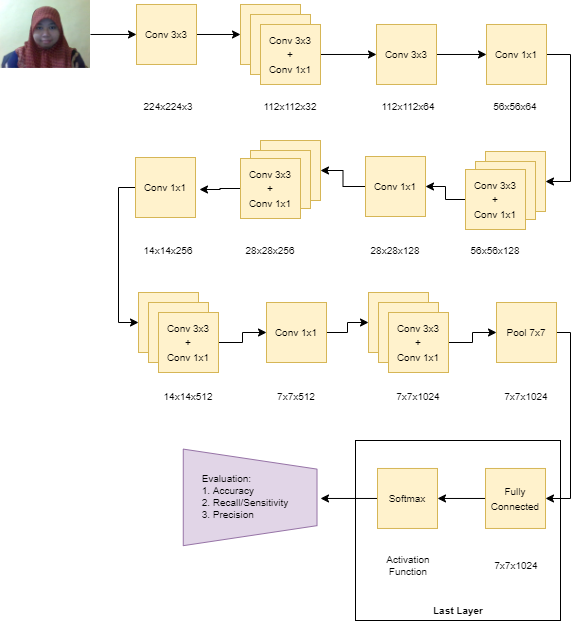 Conv 3x3
Conv 3x3
+
Conv 1x1
Conv 3x3
Conv 1x1
224x224x3
112x112x32
112x112x64
56x56x64
Conv 1x1
Conv 3x3
+
Conv 1x1
Conv 1x1
Conv 3x3
+
Conv 1x1
14x14x256
28x28x256
28x28x128
56x56x128
Conv 3x3
+
Conv 1x1
Conv 1x1
Conv 3x3
+
Conv 1x1
Pool 7x7
14x14x512
7x7x512
7x7x1024
7x7x1024
Evaluation:
1. Accuracy
2. Recall/Sensitivity
3. Precision
Softmax
Fully
Connected
Activation
Function
7x7x1024
Last Layer